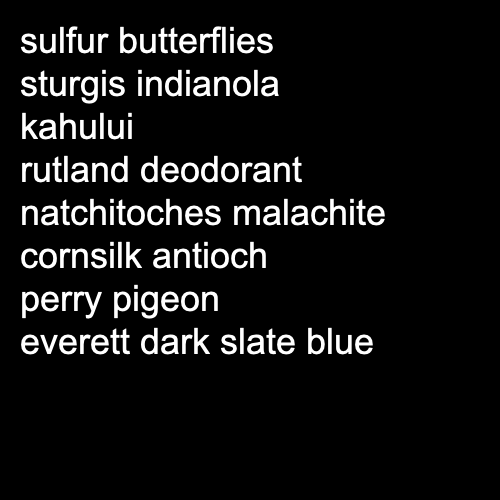 sulfur butterflies
sturgis indianola
kahului
rutland deodorant
natchitoches malachite
cornsilk antioch
perry pigeon
everett dark slate blue